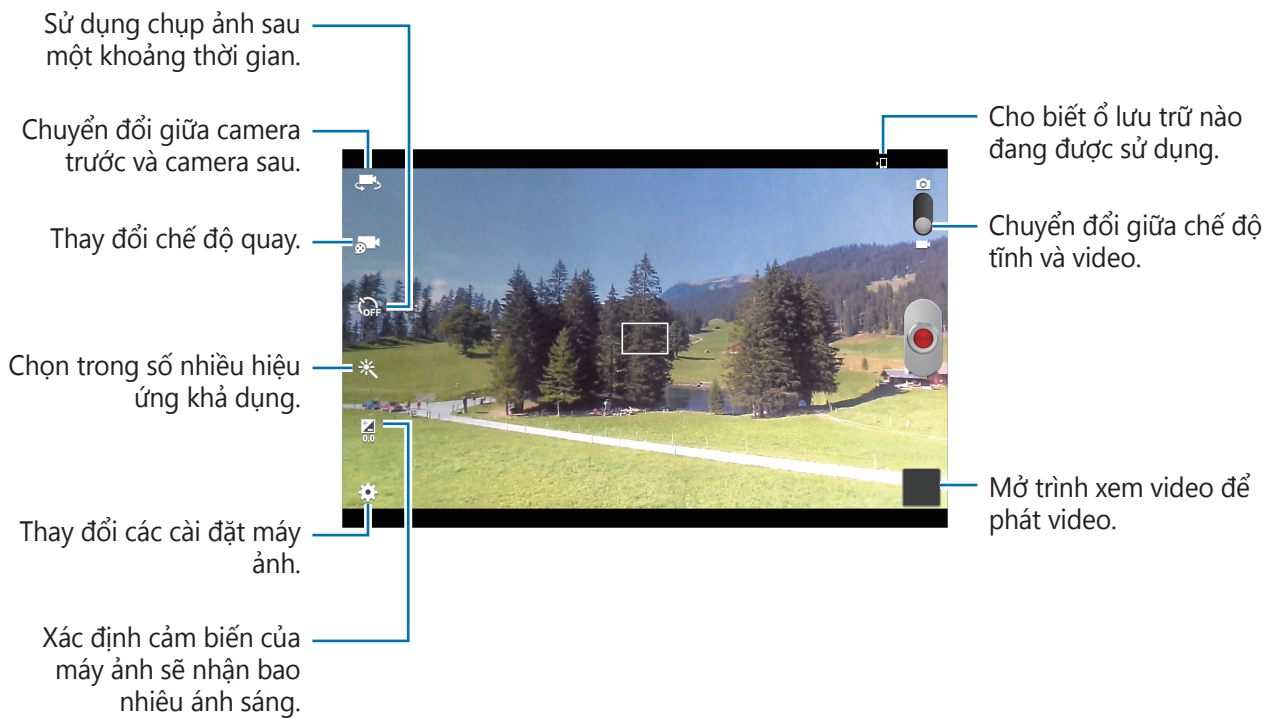 Sử dụng chụp ảnh sau
một khoảng thời gian.
Chuyển đổi giữa camera
trước và camera sau.
Thay đổi chế độ quay.
OFF
Chọn trong số nhiều hiệu
ứng khả dụng.
0.0
Thay đổi các cài đặt máy
ảnh.
Xác định cảm biến của
máy ảnh sẽ nhận bao
nhiêu ánh sáng.
Cho biết ổ lưu trữ nào
đang được sử dụng.
Chuyển đổi giữa chế độ
tĩnh và video.
Mở trình xem video để
phát video.